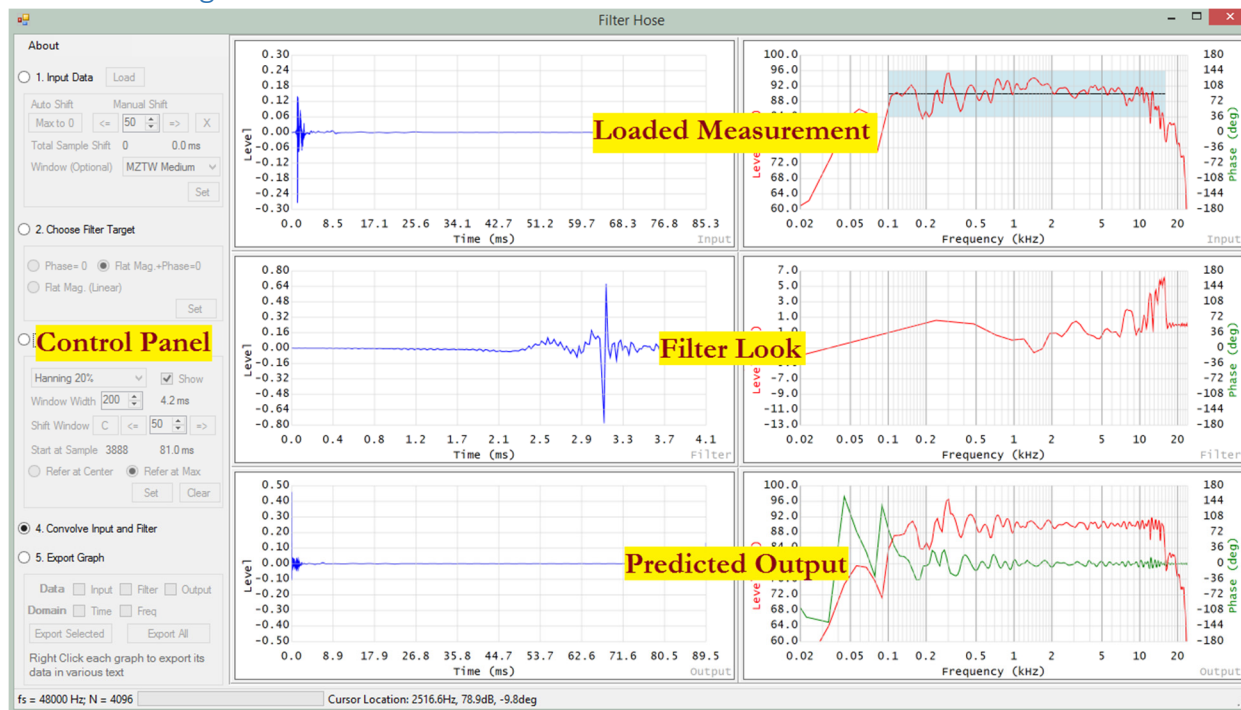 Filter Hose
About
1. Input Data Load
Auto Shift Manual Shift
Max to 0 <= 50 => X
Total Sample Shift 0 0.0 ms
Window (Optional) MZTW Medium
Set
2. Choose Filter Target
Phase= 0 Flat Mag.+Phase=0
Flat Mag. (Linear)
Set
Control Panel
Hanning 20% Show
Window Width 200 4.2 ms
Shift Window C <= 50 =>
Start at Sample 3888 81.0 ms
Refer at Center Refer at Max
Set Clear
4. Convolve Input and Filter
5. Export Graph
Data Input Filter Output
Domain Time Freq
Export Selected Export All
Right Click each graph to export its
data in various text
0.30
0.24
0.18
0.12
0.06
0.00
-0.06
-0.12
-0.18
-0.24
-0.30
Level
0.0 8.5 17.1 25.6 34.1 42.7 51.2 59.7 68.3 76.8 85.3
Time (ms)
Input
Loaded Measurement
100.0
96.0
92.0
88.0
72.0
68.0
64.0
60.0
180
144
108
72
36
0
-36
-72
-108
-144
-180
Phase (deg)
0.02 0.05 0.1 0.2 0.5 1 2 5 10 20
Frequency (kHz)
Input
0.80
0.64
0.48
0.32
0.16
0.00
-0.16
-0.32
-0.48
-0.64
-0.80
Level
0.0 0.4 0.8 1.2 1.7 2.1 2.5 2.9 3.3 3.7 4.1
Time (ms)
Filter
Filter Look
7.0
5.0
3.0
1.0
-7.0
-9.0
-11.0
-13.0
180
144
108
72
36
0
-36
-72
-108
-144
-180
Phase (deg)
0.02 0.05 0.1 0.2 0.5 1 2 5 10 20
Frequency (kHz)
Filter
0.50
0.40
0.30
0.20
0.10
0.00
-0.10
-0.20
-0.30
-0.40
-0.50
Level
0.0 8.9 17.9 26.8 35.8 44.7 53.7 62.6 71.6 80.5 89.5
Time (ms)
Output
Predicted Output
100.0
96.0
92.0
88.0
84.0
72.0
68.0
64.0
60.0
180
144
108
72
36
0
-36
-72
-108
-144
-180
Phase (deg)
0.02 0.05 0.1 0.2 0.5 1 2 5 10 20
Frequency (kHz)
Output
fs = 48000 Hz; N = 4096
Cursor Location: 2516.6Hz, 78.9dB, -9.8deg